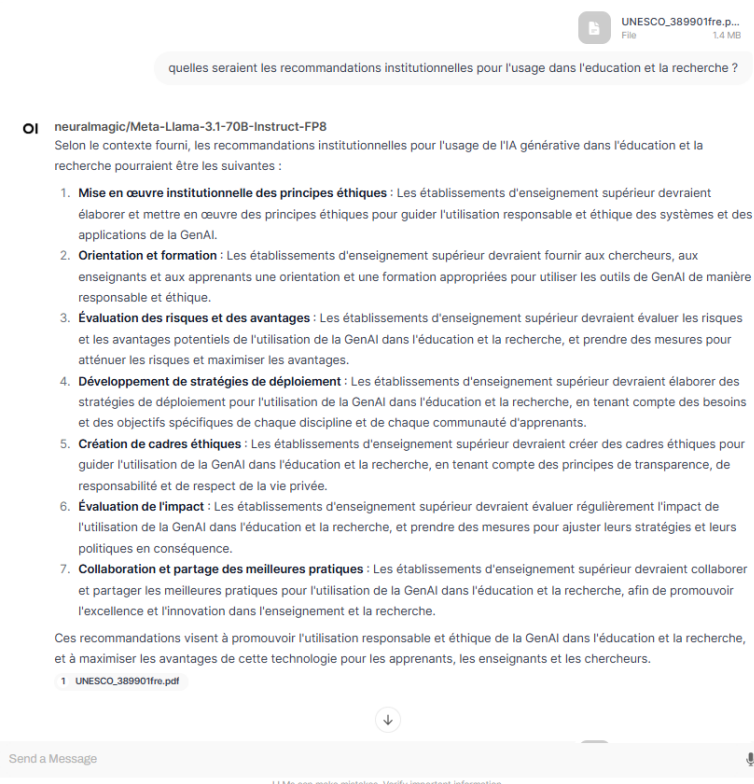 UNESCO_389901fre.p...
File 1.4 MB
quelles seraient les recommandations institutionnelles pour l'usage dans l'education et la recherche ?
OI neuralmagic/Meta-Llama-3.1-70B-Instruct-FP8
Selon le contexte fourni, les recommandations institutionnelles pour l'usage de l'IA générative dans l'éducation et la
recherche pourraient être les suivantes :
1. Mise en œuvre institutionnelle des principes éthiques : Les établissements d'enseignement supérieur devraient
élaborer et mettre en œuvre des principes éthiques pour guider l'utilisation responsable et éthique des systèmes et des
applications de la GenAI.
2. Orientation et formation : Les établissements d'enseignement supérieur devraient fournir aux chercheurs, aux
enseignants et aux apprenants une orientation et une formation appropriées pour utiliser les outils de GenAI de manière
responsable et éthique.
3. Évaluation des risques et des avantages : Les établissements d'enseignement supérieur devraient évaluer les risques
et les avantages potentiels de l'utilisation de la GenAI dans l'éducation et la recherche, et prendre des mesures pour
atténuer les risques et maximiser les avantages.
4. Développement de stratégies de déploiement : Les établissements d'enseignement supérieur devraient élaborer des
stratégies de déploiement pour l'utilisation de la GenAI dans l'éducation et la recherche, en tenant compte des besoins
et des objectifs spécifiques de chaque discipline et de chaque communauté d'apprenants.
5. Création de cadres éthiques : Les établissements d'enseignement supérieur devraient créer des cadres éthiques pour
guider l'utilisation de la GenAI dans l'éducation et la recherche, en tenant compte des principes de transparence, de
responsabilité et de respect de la vie privée.
6. Évaluation de l'impact : Les établissements d'enseignement supérieur devraient évaluer régulièrement l'impact de
l'utilisation de la GenAI dans l'éducation et la recherche, et prendre des mesures pour ajuster leurs stratégies et leurs
politiques en conséquence.
7. Collaboration et partage des meilleures pratiques : Les établissements d'enseignement supérieur devraient collaborer
et partager les meilleures pratiques pour l'utilisation de la GenAI dans l'éducation et la recherche, afin de promouvoir
l'excellence et l'innovation dans l'enseignement et la recherche.
Ces recommandations visent à promouvoir l'utilisation responsable et éthique de la GenAI dans l'éducation et la recherche,
et à maximiser les avantages de cette technologie pour les apprenants, les enseignants et les chercheurs.
1 UNESCO_389901fre.pdf
Send a Message
LLMs can make mistakes. Verify important information.